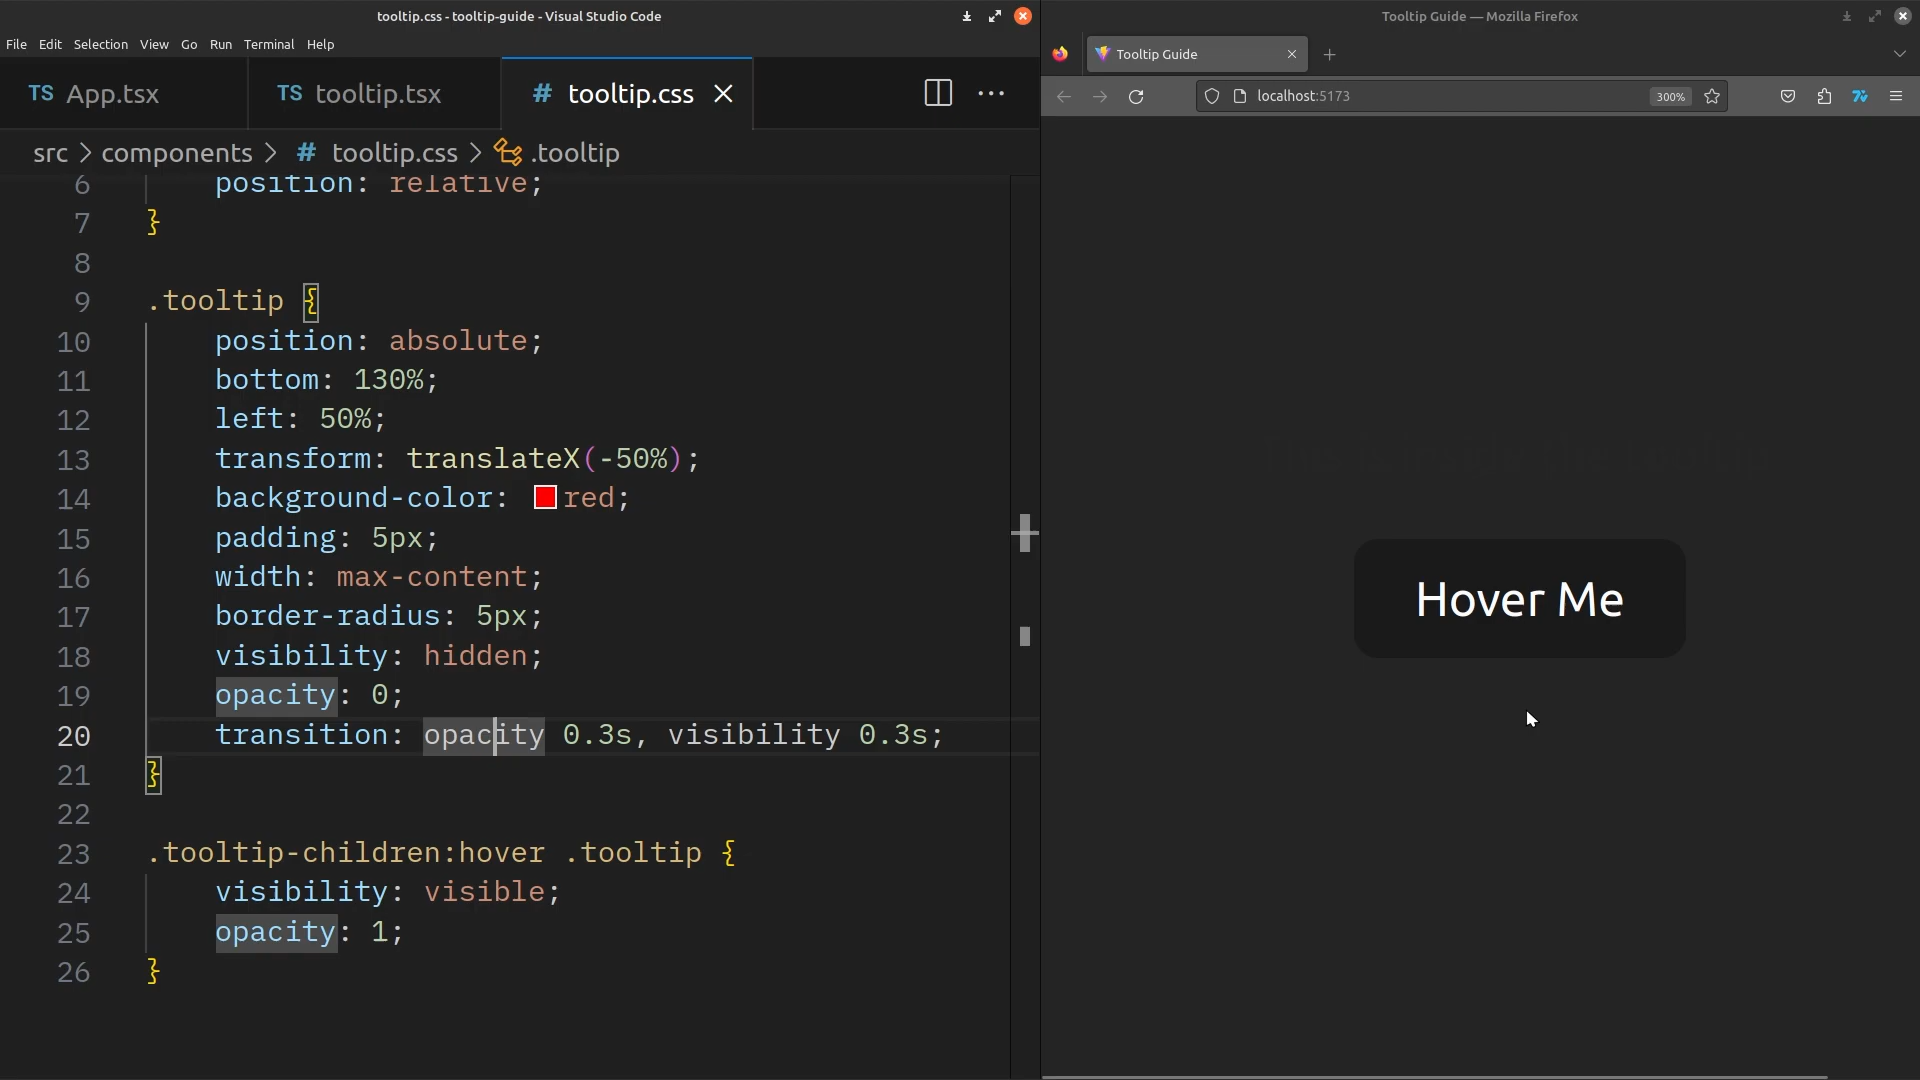 tooltip.css - tooltip-guide - Visual Studio Code
File Edit Selection View Go Run Terminal Help
TS App.tsx
TS tooltip.tsx
# tooltip.css
src > components > # tooltip.css > .tooltip
6 position: relative;
7 }
8
9 .tooltip {
10 position: absolute;
11 bottom: 130%;
12 left: 50%;
13 transform: translateX(-50%);
14 background-color: red;
15 padding: 5px;
16 width: max-content;
17 border-radius: 5px;
18 visibility: hidden;
19 opacity: 0;
20 transition: opacity 0.3s, visibility 0.3s;
21 }
22
23 .tooltip-children:hover .tooltip {
24 visibility: visible;
25 opacity: 1;
26 }
Tooltip Guide — Mozilla Firefox
Tooltip Guide
localhost:5173
300%
Hover Me